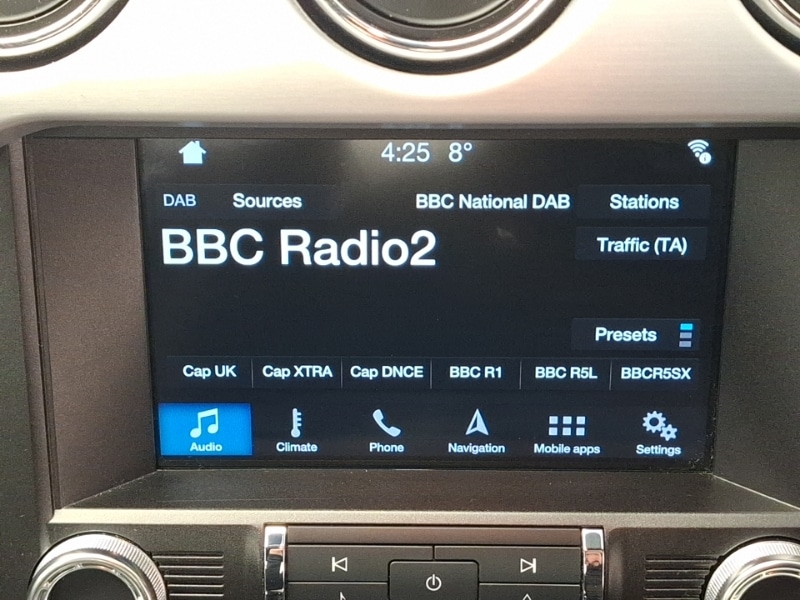 4:25 8°
DAB Sources BBC National DAB Stations
BBC Radio2
Traffic (TA)
Presets
Cap UK Cap XTRA Cap DNCE BBC R1 BBC R5L BBCR5SX
Audio Climate Phone Navigation Mobile apps Settings